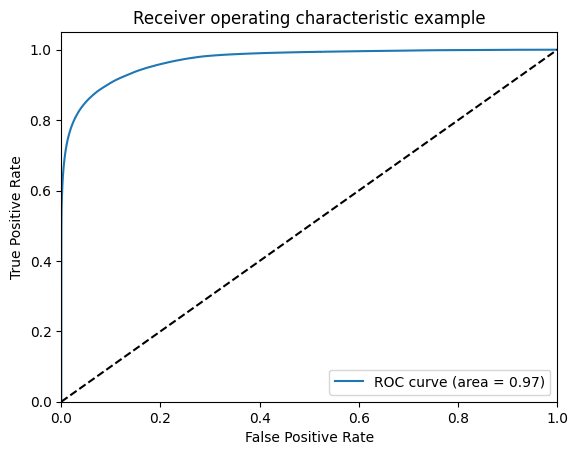 Receiver operating characteristic example
True Positive Rate
1.0
0.8
0.6
0.4
0.2
0.0
ROC curve (area = 0.97)
0.0 0.2 0.4 0.6 0.8 1.0
False Positive Rate